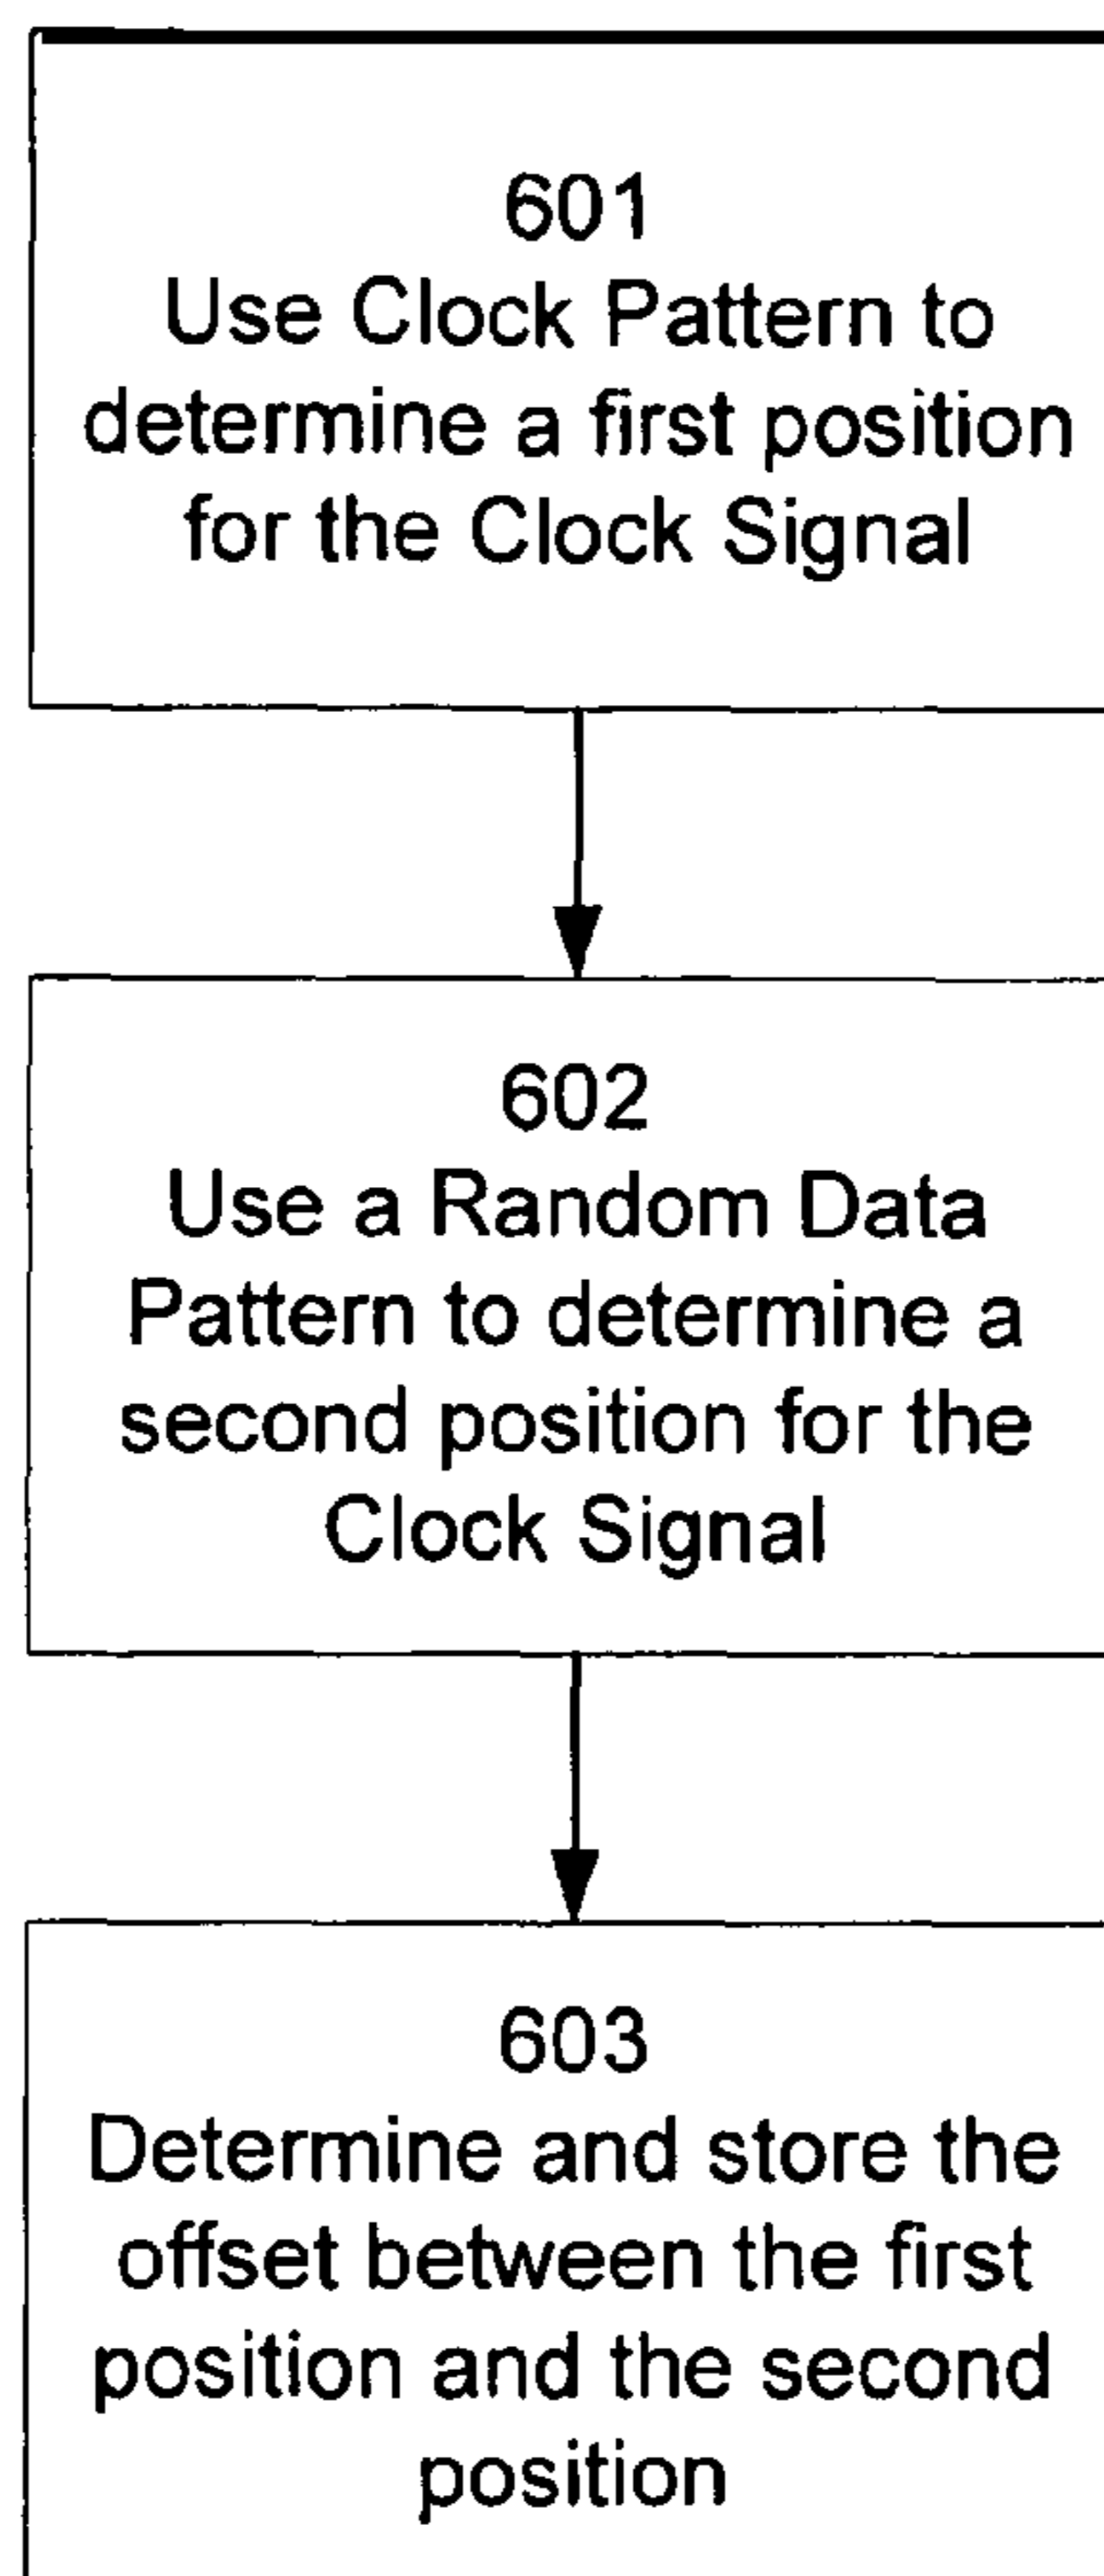 601
Use Clock Pattern to
determine a first position
for the Clock Signal
602
Use a Random Data
Pattern to determine a
second position for the
Clock Signal
603
Determine and store the
offset between the first
position and the second
position